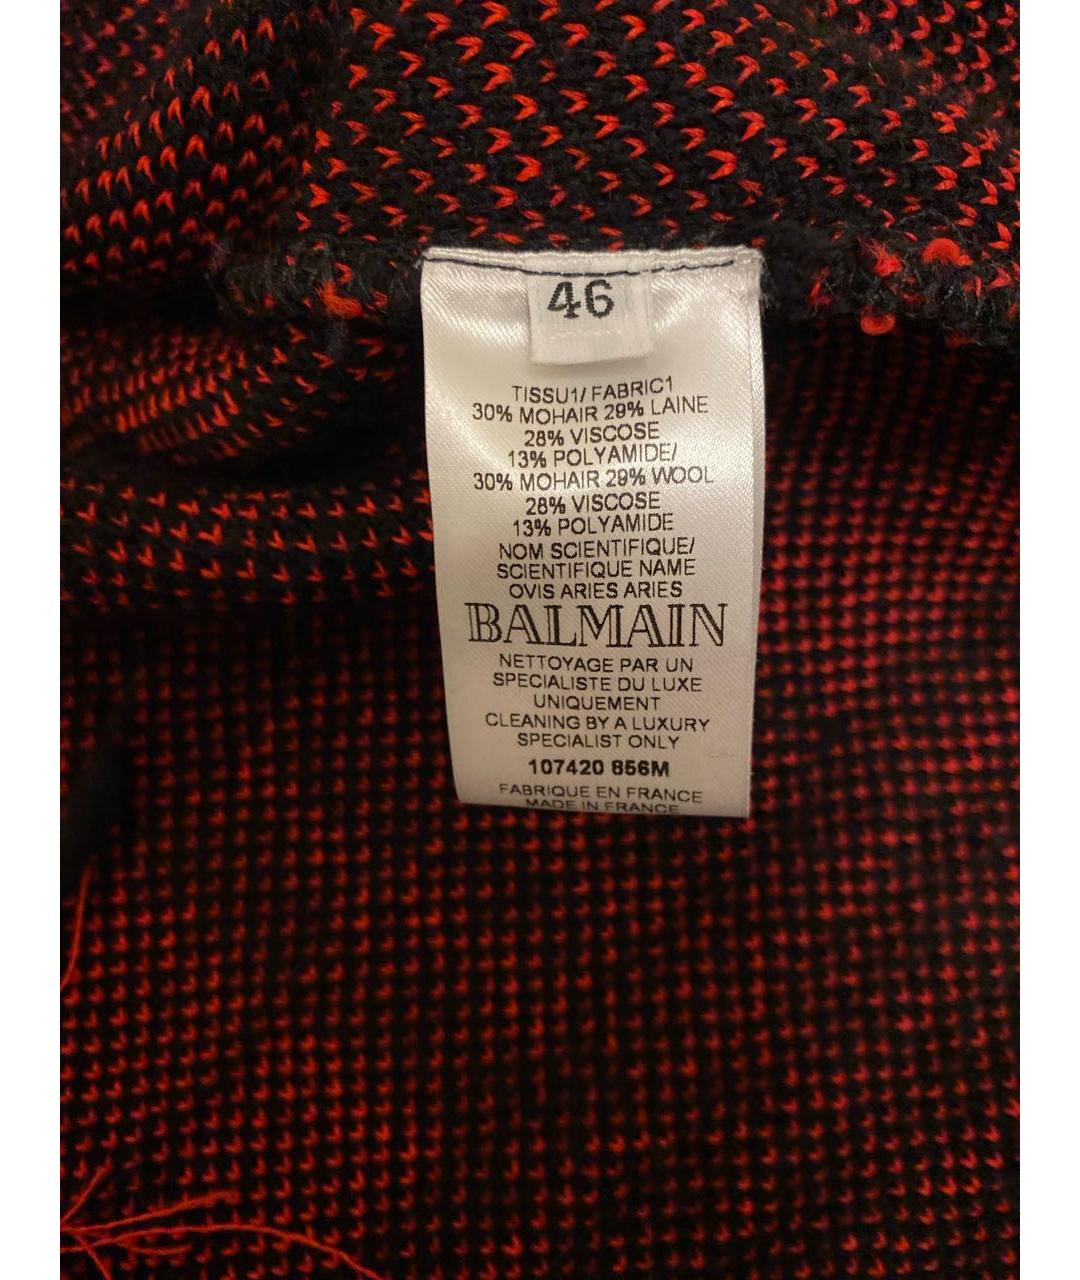 46
TISSU1/ FABRIC1
30% MOHAIR 29% LAINE
28% VISCOSE
13% POLYAMIDE/
30% MOHAIR 29% WOOL
28% VISCOSE
13% POLYAMIDE
NOM SCIENTIFIQUE/
SCIENTIFIQUE NAME
OVIS ARIES ARIES
BALMAIN
NETTOYAGE PAR UN
SPECIALISTE DU LUXE
UNIQUEMENT
CLEANING BY A LUXURY
SPECIALIST ONLY
107420 856M
FABRIQUE EN FRANCE
MADE IN FRANCE